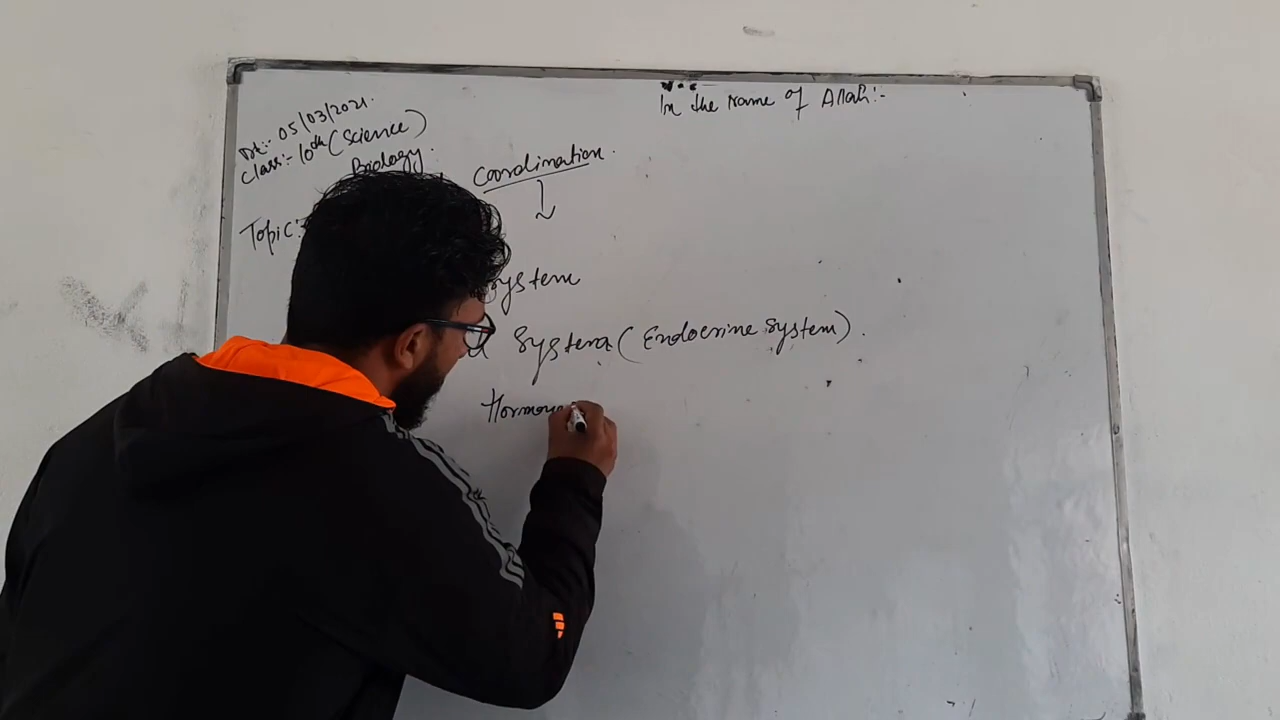 In the Name of Allah:-
Dt:- 05/03/2021.
Class:- 10th (Science)
Biology.
Coordination.
Topic:-
System
System (Endocrine System).
Hormon